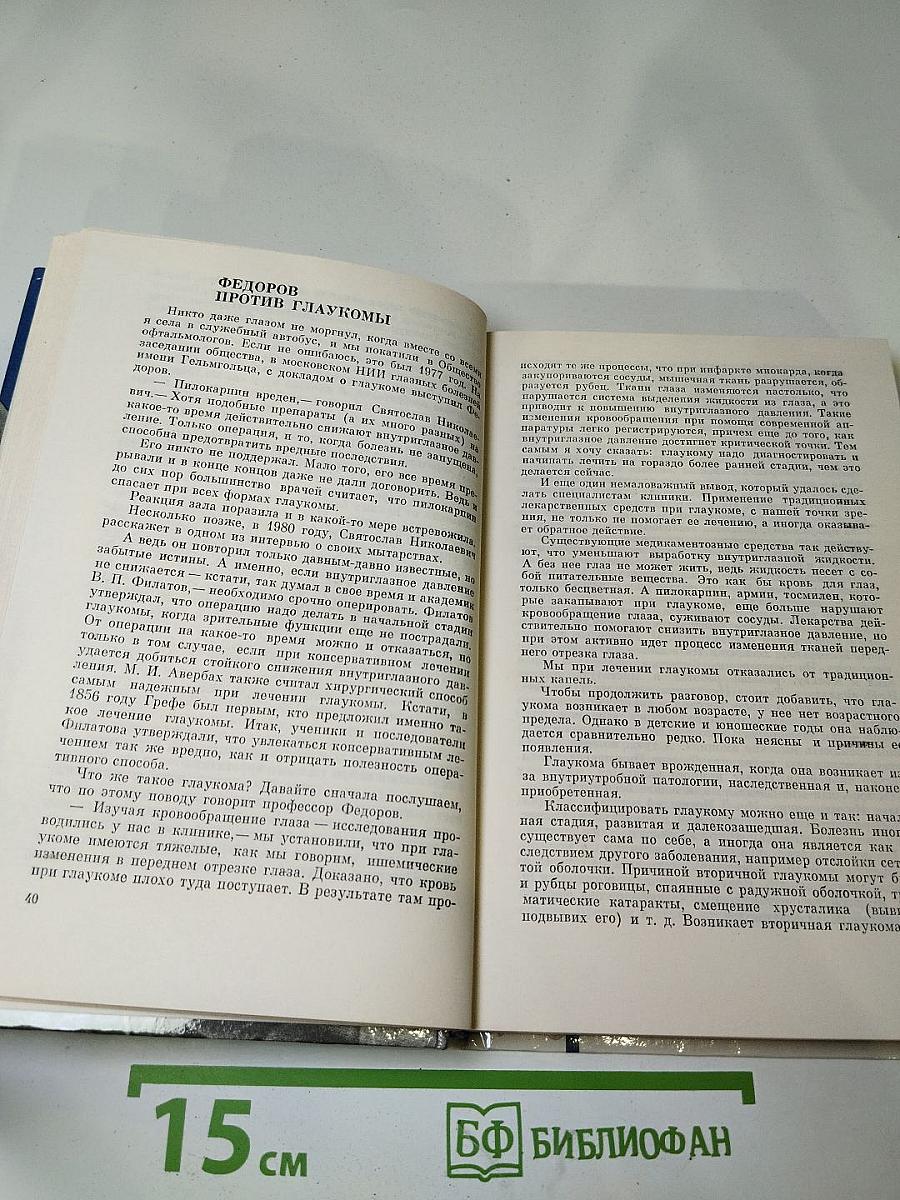 ФЕДОРОВ
ПРОТИВ ГЛАУКОМЫ
Никто даже глазом не моргнул, когда вместе со всеми
я села в служебный автобус, и мы покатили в Общество
офтальмологов. Если не ошибаюсь, это был 1977 год. На
заседании общества, в московском НИИ глазных болезней
имени Гельмгольца, с докладом о глаукоме выступил Фе-
доров.
— Пилокарпин вреден,— говорил Святослав Николае-
вич.— Хотя подобные препараты (а их много разных) на
какое-то время действительно снижают внутриглазное дав-
ление. Только операция, и то, когда болезнь не запущена,
способна предотвратить вредные последствия.
Его никто не поддержал. Мало того, его все время пре-
рывали и в конце концов даже не дали договорить. Ведь и
до сих пор большинство врачей считает, что пилокарпин
спасает при всех формах глаукомы.
Реакция зала поразила и в какой-то мере встревожила.
Несколько позже, в 1980 году, Святослав Николаевич
расскажет в одном из интервью о своих мытарствах.
А ведь он повторил только давным-давно известные, но
забытые истины. А именно, если внутриглазное давление
не снижается — кстати, так думал в свое время и академик
В. П. Филатов,— необходимо срочно оперировать. Филатов
утверждал, что операцию надо делать в начальной стадии
глаукомы, когда зрительные функции еще не пострадали.
От операции на какое-то время можно и отказаться, но
только в том случае, если при консервативном лечении
удается добиться стойкого снижения внутриглазного дав-
ления. М. И. Авербах также считал хирургический способ
самым надежным при лечении глаукомы. Кстати, в
1856 году Грефе был первым, кто предложил именно та-
кое лечение глаукомы. Итак, ученики и последователи
Филатова утверждали, что увлекаться консервативным ле-
чением так же вредно, как и отрицать полезность опера-
тивного способа.
Что же такое глаукома? Давайте сначала послушаем,
что по этому поводу говорит профессор Федоров.
— Изучая кровообращение глаза — исследования про-
водились у нас в клинике,— мы установили, что при гла-
укоме имеются тяжелые, как мы говорим, ишемические
изменения в переднем отрезке глаза. Доказано, что кровь
при глаукоме плохо туда поступает. В результате там про-
40
исходят те же процессы, что при инфаркте миокарда, когда
закупориваются сосуды, мышечная ткань разрушается, об-
разуется рубец. Ткани глаза изменяются настолько, что
нарушается система выделения жидкости из глаза, а это
приводит к повышению внутриглазного давления. Такие
изменения кровообращения при помощи современной ап-
паратуры легко регистрируются, причем еще до того, как
внутриглазное давление достигнет критической точки. Тем
самым я хочу сказать: глаукому надо диагностировать и
начинать лечить на гораздо более ранней стадии, чем это
делается сейчас.
И еще один немаловажный вывод, который удалось сде-
лать специалистам клиники. Применение традиционных
лекарственных средств при глаукоме, с нашей точки зре-
ния, не только не помогает ее лечению, а иногда оказыва-
ет обратное действие.
Существующие медикаментозные средства так действу-
ют, что уменьшают выработку внутриглазной жидкости.
А без нее глаз не может жить, ведь жидкость несет с со-
бой питательные вещества. Это как бы кровь для глаз,
только бесцветная. А пилокарпин, армин, тосмилен, кото-
рые закапывают при глаукоме, еще больше нарушают
кровообращение глаза, суживают сосуды. Лекарства дей-
ствительно помогают снизить внутриглазное давление, но
при этом активно идет процесс изменения тканей перед-
него отрезка глаза.
Мы при лечении глаукомы отказались от традицион-
ных капель.
Чтобы продолжить разговор, стоит добавить, что гла-
укома возникает в любом возрасте, у нее нет возрастного
предела. Однако в детские и юношеские годы она наблю-
дается сравнительно редко. Пока неясны и причины ее
появления.
Глаукома бывает врожденная, когда она возникает из-
за внутриутробной патологии, наследственная и, наконец
приобретенная.
Классифицировать глаукому можно еще и так: начал
ная стадия, развитая и далекозашедшая. Болезнь иног
существует сама по себе, а иногда она является как
следствием другого заболевания, например отслойки сет
той оболочки. Причиной вторичной глаукомы могут б
и рубцы роговицы, спаянные с радужной оболочкой, т
матические катаракты, смещение хрусталика (выви
подвывих его) и т. д. Возникает вторичная глаукома
15 см
БФ БИБЛИОФАН